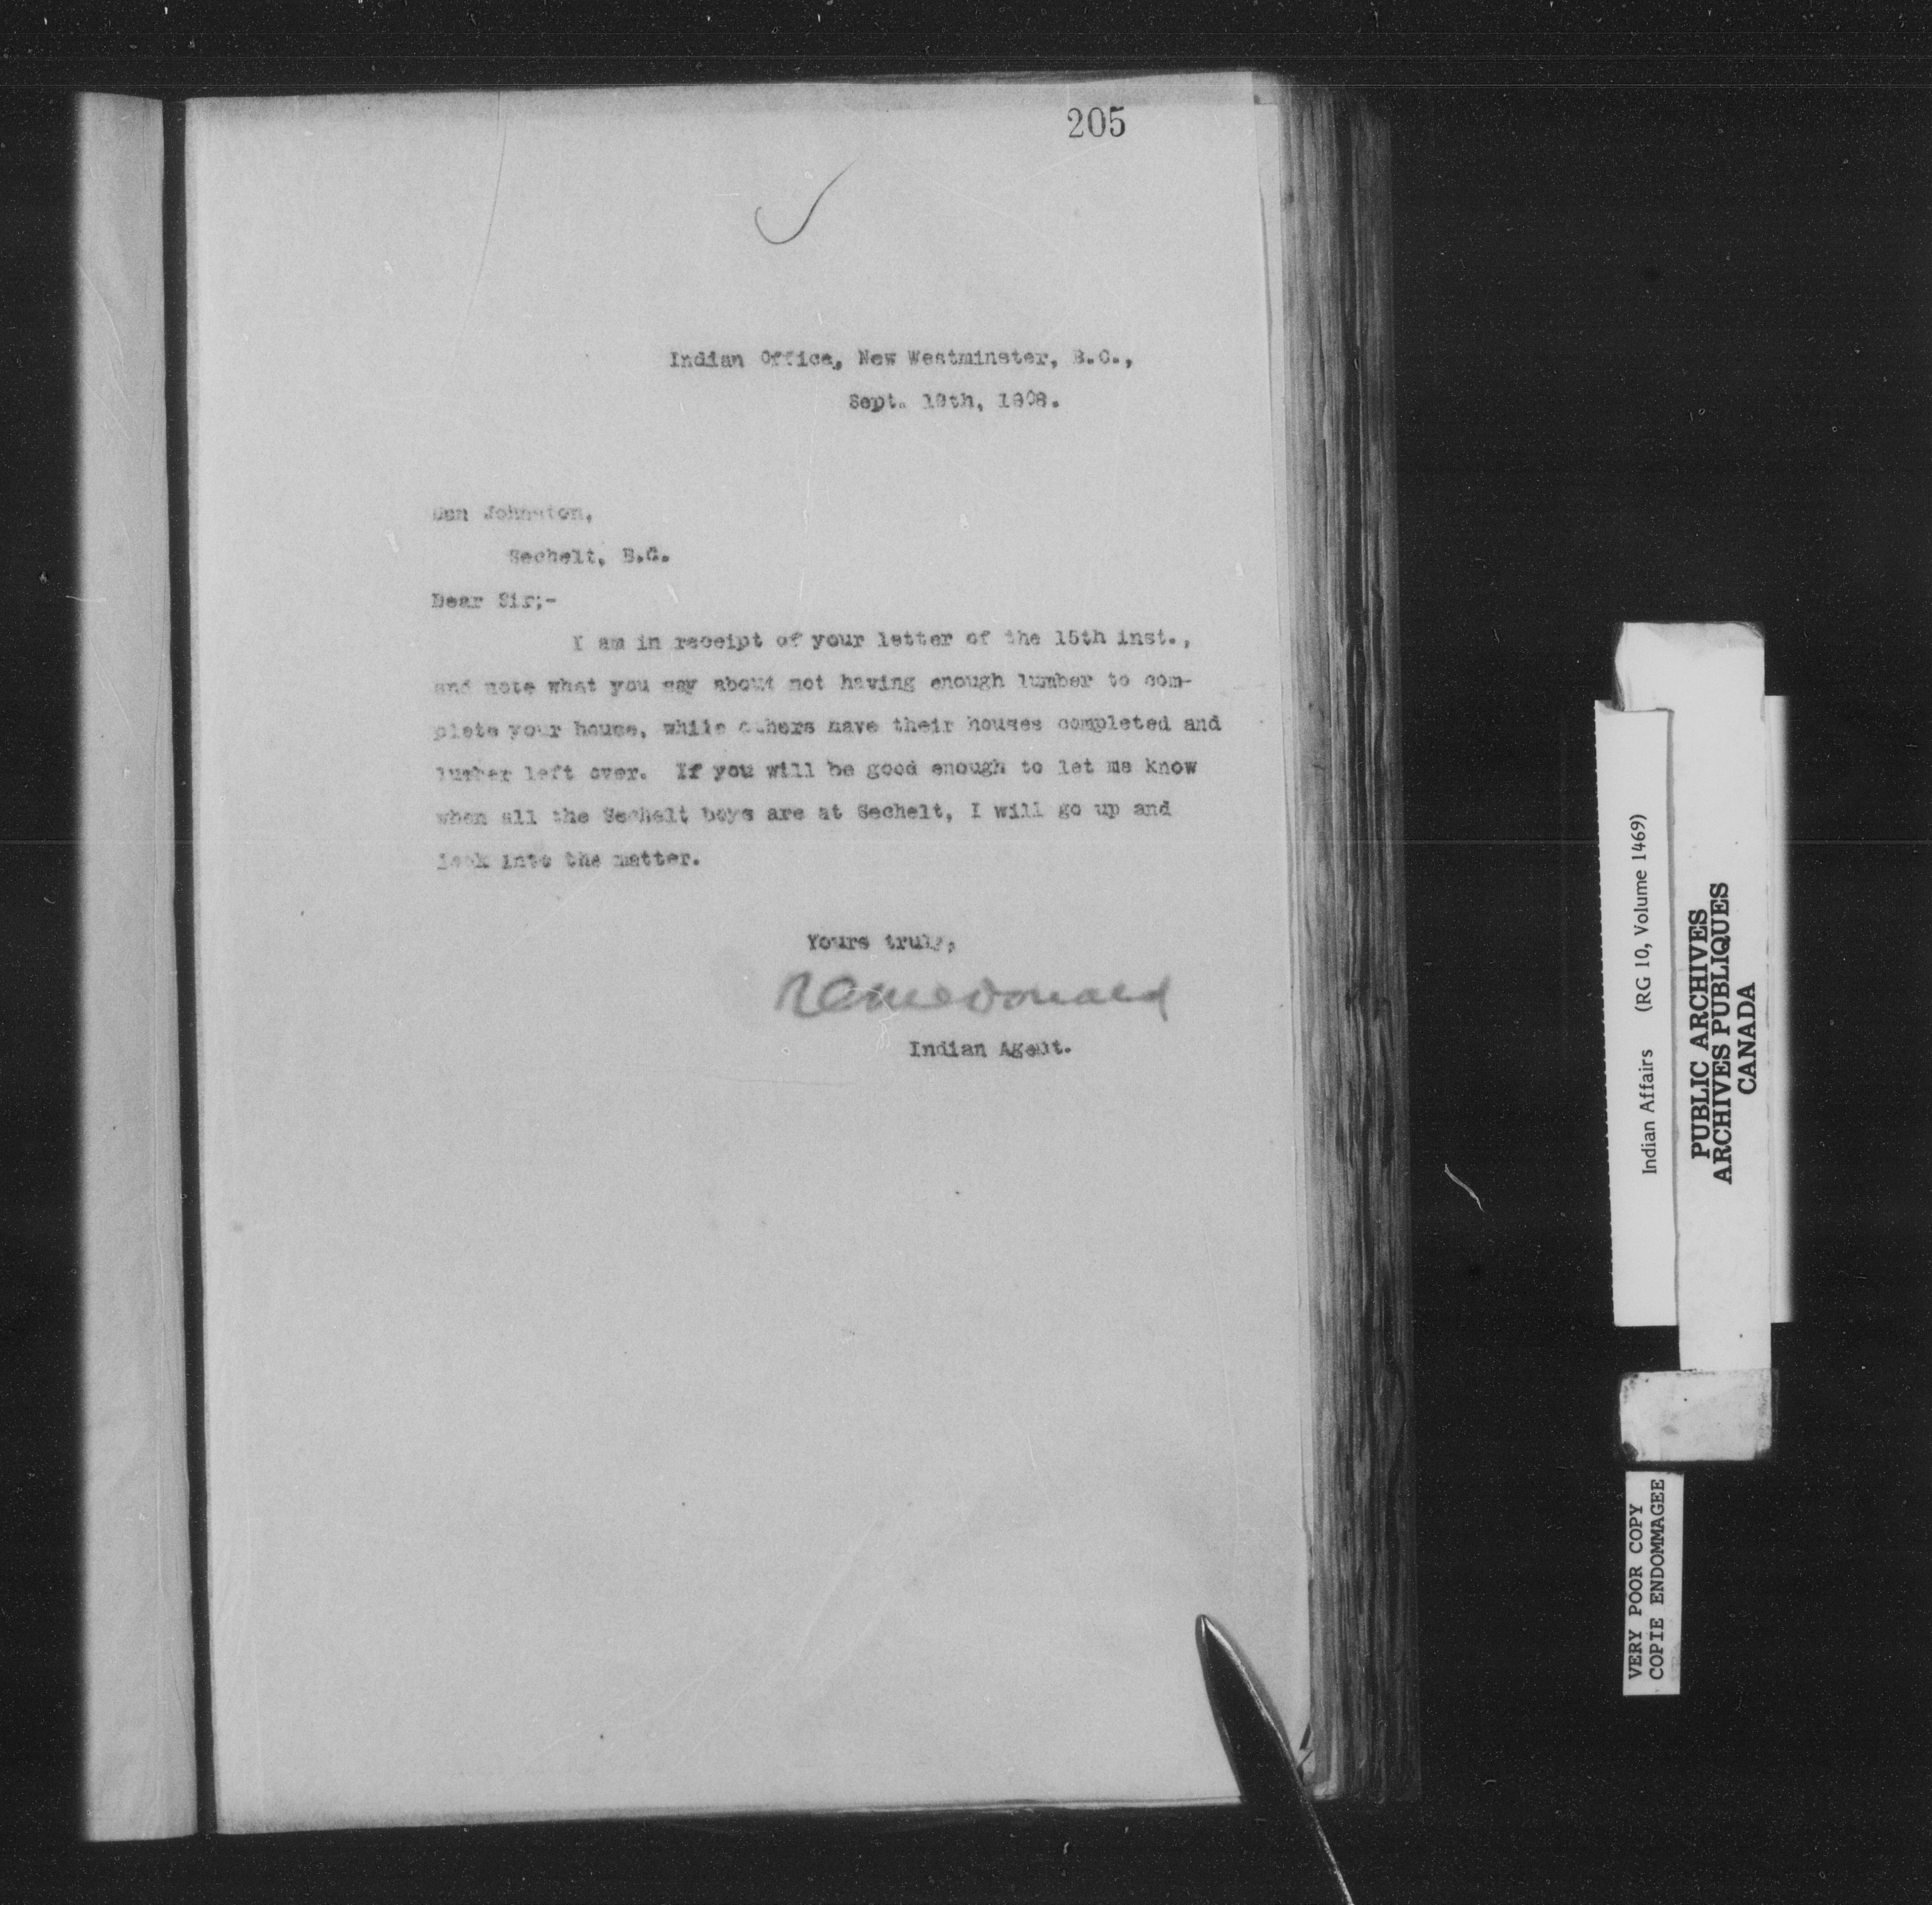 205
Indian Office, New Westminster, B.C.,
Sept. 19th, 1908.
Dan Johnston,
Sechelt, B.C.
Dear Sir;-
I am in receipt of your letter of the 15th inst.,
and note what you say about not having enough lumber to com-
plete your house, while others have their houses completed and
lumber left over. If you will be good enough to let me know
when all the Sechelt boys are at Sechelt, I will go up and
look into the matter.
Yours truly,
RCMcDonald
Indian Agent.
Indian Affairs (RG 10, Volume 1469)
PUBLIC ARCHIVES
ARCHIVES PUBLIQUES
CANADA
VERY POOR COPY
COPIE ENDOMMAGEE